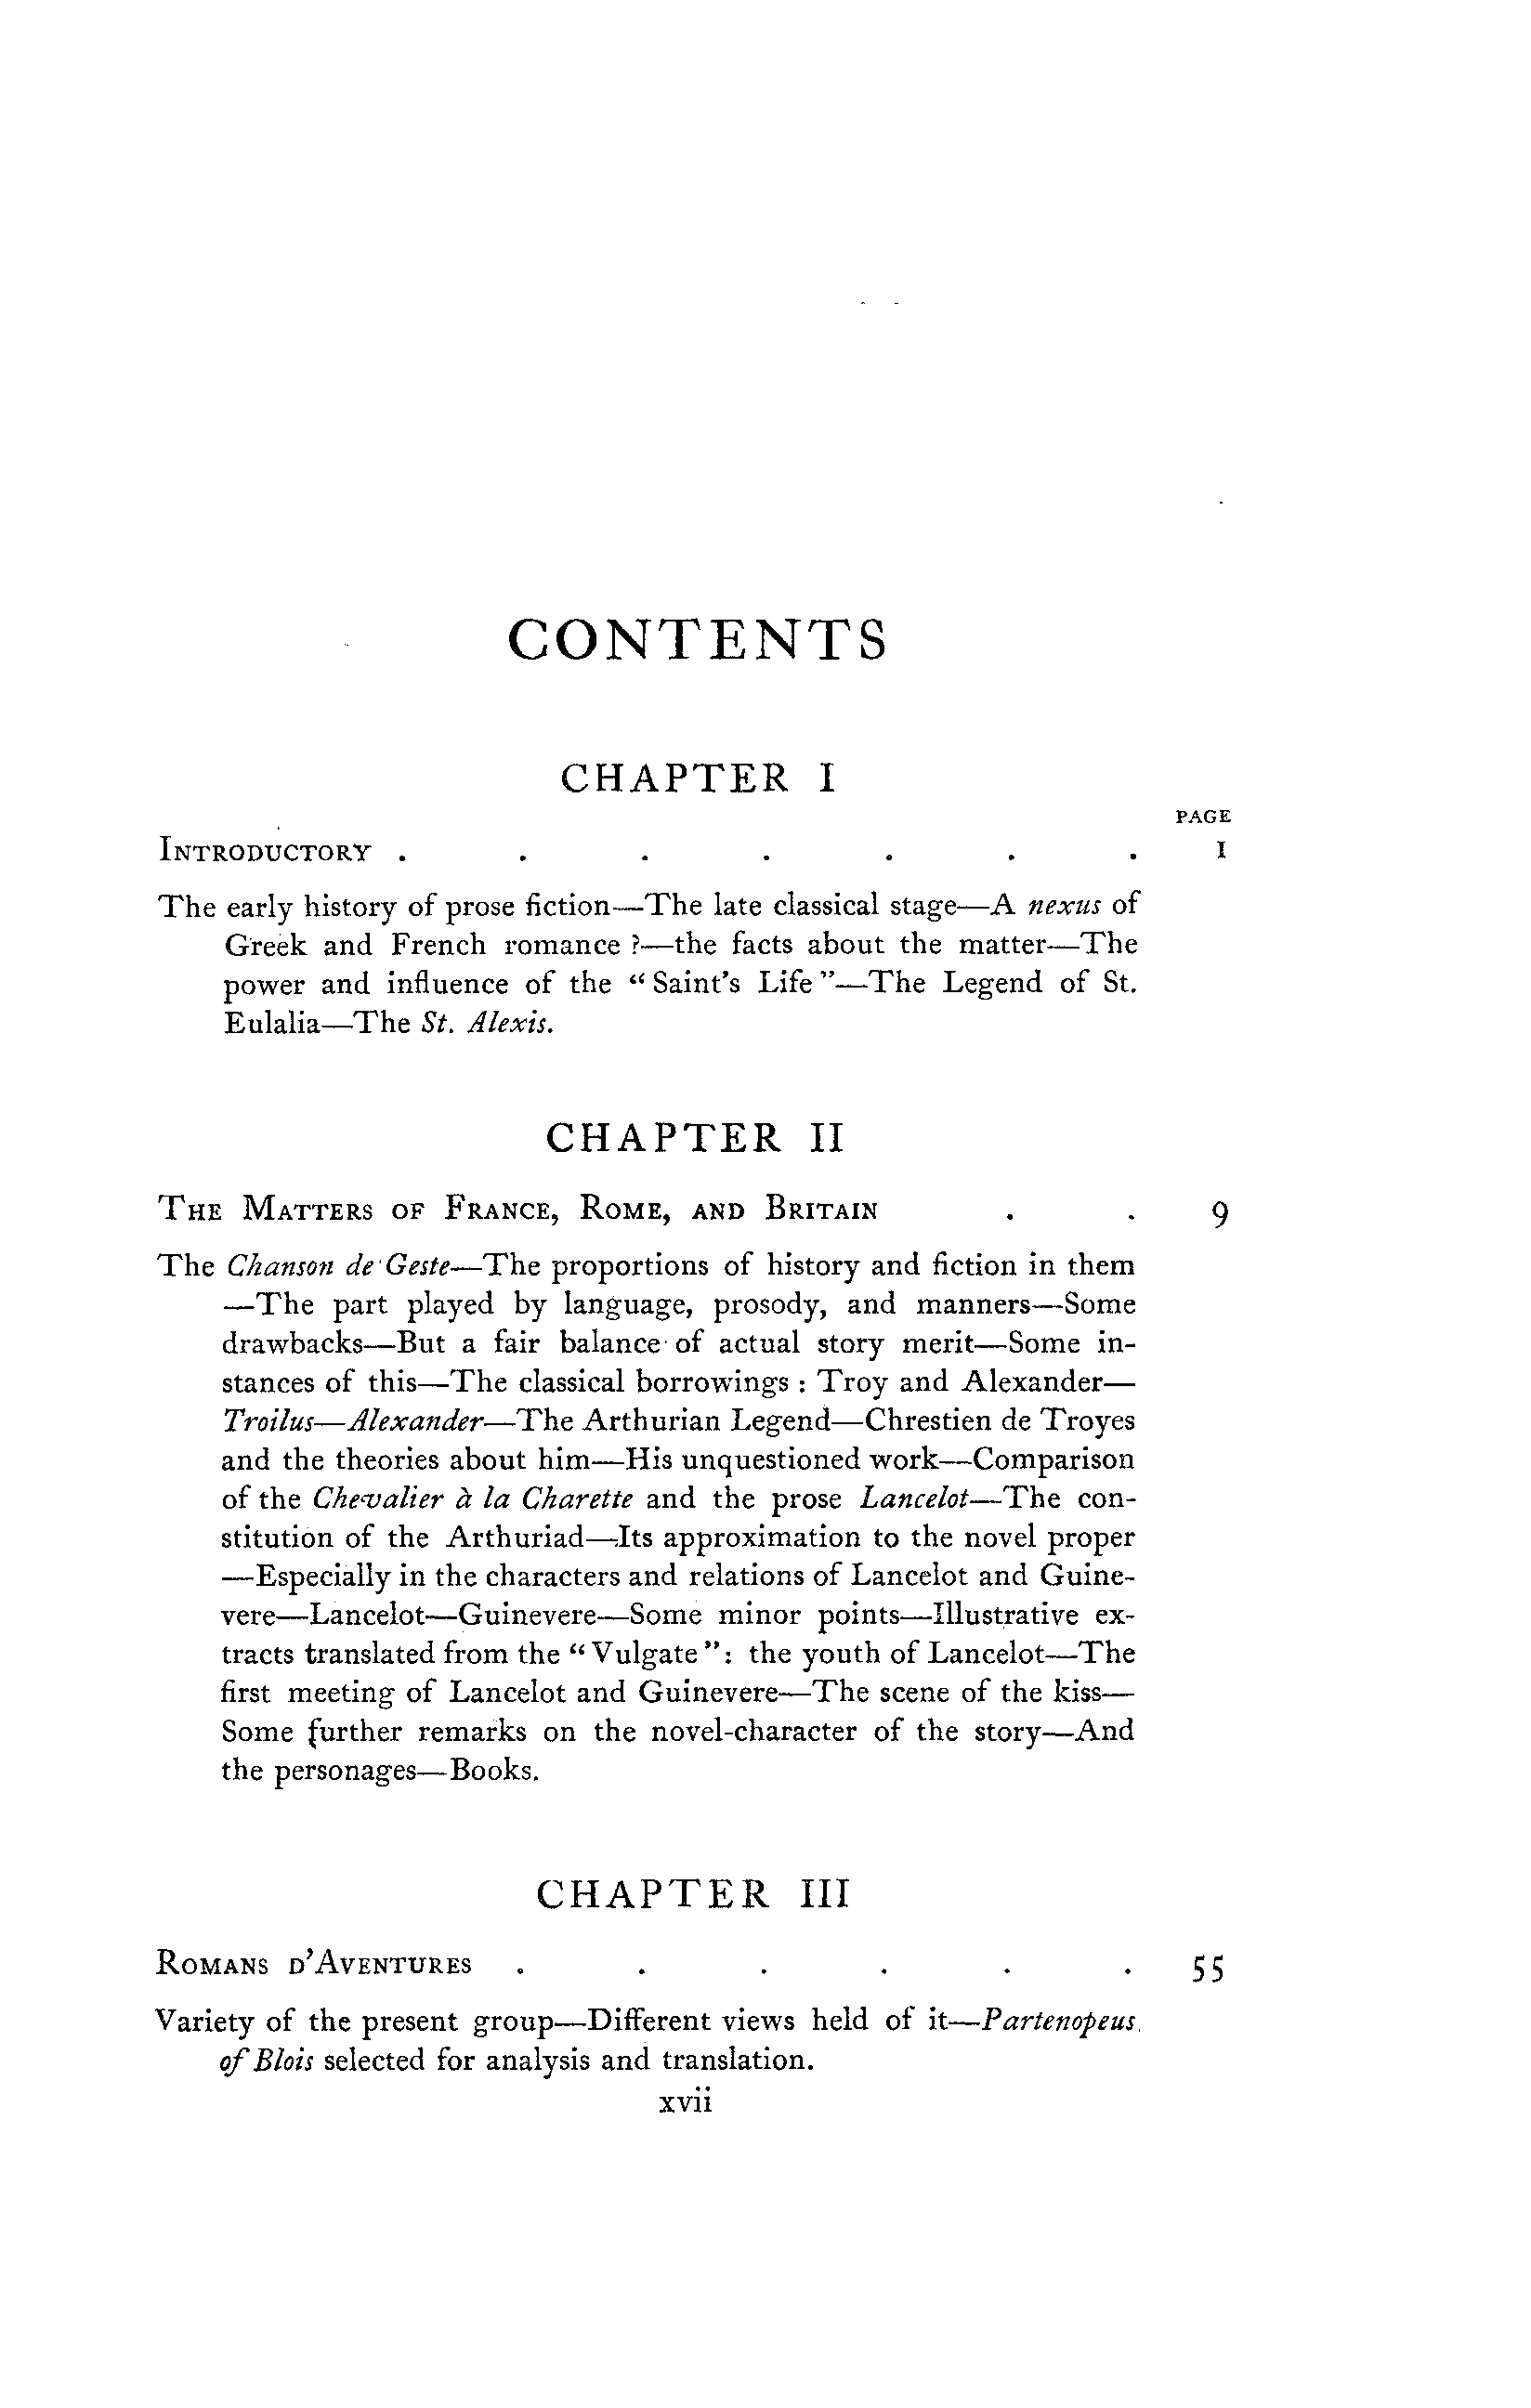 CONTENTS
CHAPTER I
PAGE
INTRODUCTORY . . . . . . . 1
The early history of prose fiction—The late classical stage—A nexus of
Greek and French romance ?—the facts about the matter—The
power and influence of the “Saint's Life”—The Legend of St.
Eulalia—The St. Alexis.
CHAPTER II
THE MATTERS OF FRANCE, ROME, AND BRITAIN . . 9
The Chanson de Geste—The proportions of history and fiction in them
—The part played by language, prosody, and manners—Some
drawbacks—But a fair balance of actual story merit—Some in-
stances of this—The classical borrowings : Troy and Alexander—
Troilus—Alexander—The Arthurian Legend—Chrestien de Troyes
and the theories about him—His unquestioned work—Comparison
of the Chevalier à la Charette and the prose Lancelot—The con-
stitution of the Arthuriad—Its approximation to the novel proper
—Especially in the characters and relations of Lancelot and Guine-
vere—Lancelot—Guinevere—Some minor points—Illustrative ex-
tracts translated from the “Vulgate”: the youth of Lancelot—The
first meeting of Lancelot and Guinevere—The scene of the kiss—
Some further remarks on the novel-character of the story—And
the personages—Books.
CHAPTER III
ROMANS D'AVENTURES . . . . . . 55
Variety of the present group—Different views held of it—Partenopeus
of Blois selected for analysis and translation.
xvii